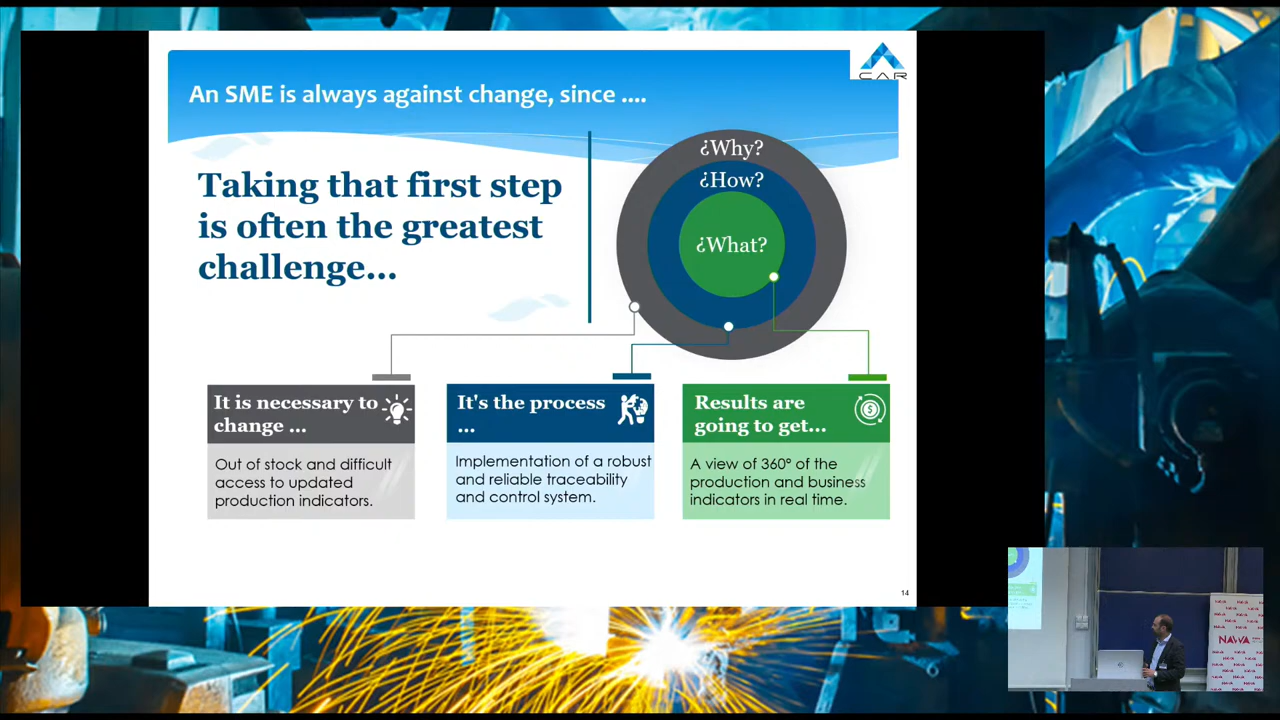 CAR
An SME is always against change, since ....
Taking that first step
is often the greatest
challenge...
¿Why?
¿How?
¿What?
It is necessary to
change ...
Out of stock and difficult
access to updated
production indicators.
It's the process
...
Implementation of a robust
and reliable traceability
and control system.
Results are
going to get...
A view of 360º of the
production and business
indicators in real time.
14
NAWA